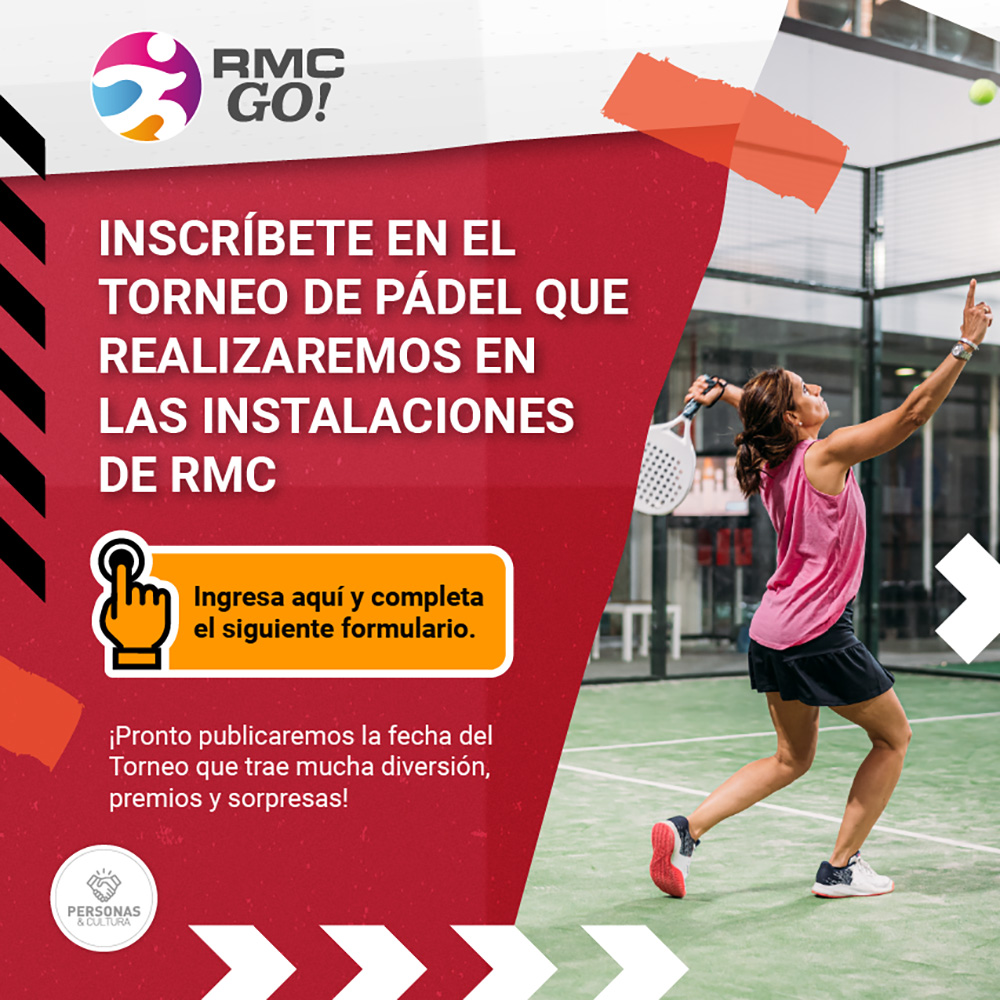 RMC
GO!
INSCRÍBETE EN EL
TORNEO DE PÁDEL QUE
REALIZAREMOS EN
LAS INSTALACIONES
DE RMC
Ingresa aquí y completa
el siguiente formulario.
¡Pronto publicaremos la fecha del
Torneo que trae mucha diversión,
premios y sorpresas!
PERSONAS
& CULTURA